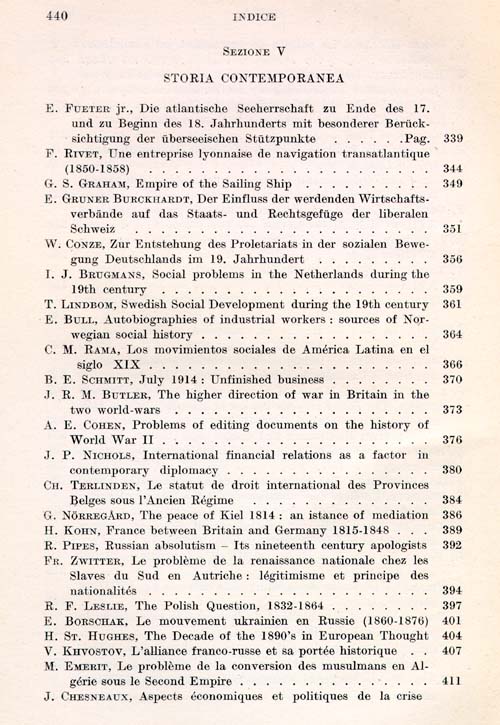 440 INDICE
SEZIONE V
STORIA CONTEMPORANEA
E. FUETER jr., Die atlantische Seeherrschaft zu Ende des 17.
und zu Beginn des 18. Jahrhunderts mit besonderer Berück-
sichtigung der überseeischen Stützpunkte . . . . . .Pag. 339
F. RIVET, Une entreprise lyonnaise de navigation transatlantique
(1850-1858) . . . . . . . . . . . . . . . . . 344
G. S. GRAHAM, Empire of the Sailing Ship . . . . . . . . . 349
E. GRUNER BURCKHARDT, Der Einfluss der werdenden Wirtschafts-
verbände auf das Staats- und Rechtsgefüge der liberalen
Schweiz . . . . . . . . . . . . . . . . . . . 351
W. CONZE, Zur Entstehung des Proletariats in der sozialen Bewe-
gung Deutschlands im 19. Jahrhundert . . . . . . . . 356
I. J. BRUGMANS, Social problems in the Netherlands during the
19th century . . . . . . . . . . . . . . . . . 359
T. LINDBOM, Swedish Social Development during the 19th century 361
E. BULL, Autobiographies of industrial workers : sources of Nor-
wegian social history . . . . . . . . . . . . . . . 364
C. M. RAMA, Los movimientos sociales de América Latina en el
siglo XIX . . . . . . . . . . . . . . . . . . . 366
B. E. SCHMITT, July 1914 : Unfinished business . . . . . . . 370
J. R. M. BUTLER, The higher direction of war in Britain in the
two world-wars . . . . . . . . . . . . . . . . . 373
A. E. COHEN, Problems of editing documents on the history of
World War II . . . . . . . . . . . . . . . . . . 376
J. P. NICHOLS, International financial relations as a factor in
contemporary diplomacy . . . . . . . . . . . . . . 380
CH. TERLINDEN, Le statut de droit international des Provinces
Belges sous l'Ancien Régime . . . . . . . . . . . . 384
G. NÖRREGÅRD, The peace of Kiel 1814 : an istance of mediation 386
H. KOHN, France between Britain and Germany 1815-1848 . . . 389
R. PIPES, Russian absolutism – Its nineteenth century apologists 392
FR. ZWITTER, Le problème de la renaissance nationale chez les
Slaves du Sud en Autriche : légitimisme et principe des
nationalités . . . . . . . . . . . . . . . . . . . 394
R. F. LESLIE, The Polish Question, 1832-1864 . . . . . . . 397
E. BORSCHAK, Le mouvement ukrainien en Russie (1860-1876) 401
H. ST. HUGHES, The Decade of the 1890's in European Thought 404
V. KHVOSTOV, L'alliance franco-russe et sa portée historique . . 407
M. EMERIT, Le problème de la conversion des musulmans en Al-
gérie sous le Second Empire . . . . . . . . . . . . . 411
J. CHESNEAUX, Aspects économiques et politiques de la crise